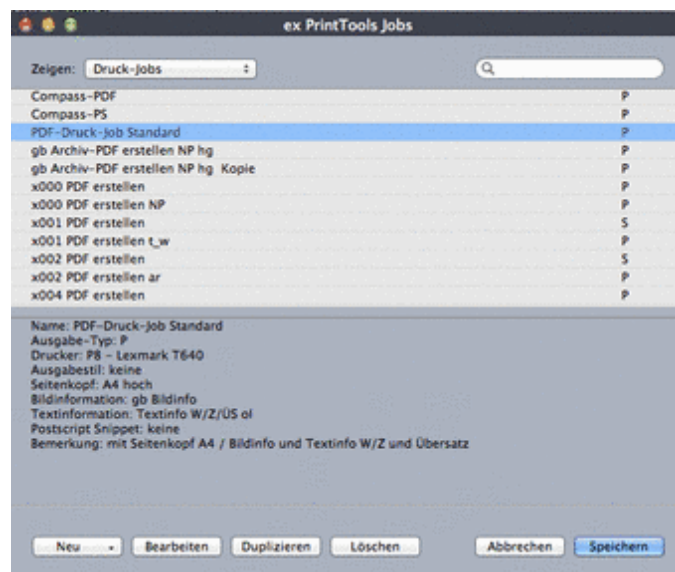 ex PrintTools Jobs
Zeigen: Druck-Jobs
Compass-PDF P
Compass-PS P
PDF-Druck-Job Standard P
gb Archiv-PDF erstellen NP hg P
gb Archiv-PDF erstellen NP hg Kopie P
x000 PDF erstellen P
x000 PDF erstellen NP P
x001 PDF erstellen S
x001 PDF erstellen t_w P
x002 PDF erstellen S
x002 PDF erstellen ar P
x004 PDF erstellen P
Name: PDF-Druck-Job Standard
Ausgabe-Typ: P
Drucker: P8 - Lexmark T640
Ausgabestil: keine
Seitenkopf: A4 hoch
Bildinformation: gb Bildinfo
Textinformation: Textinfo W/Z/ÜS ol
Postscript Snippet: keine
Bemerkung: mit Seitenkopf A4 / Bildinfo und Textinfo W/Z und Übersatz
Neu Bearbeiten Duplizieren Löschen Abbrechen Speichern